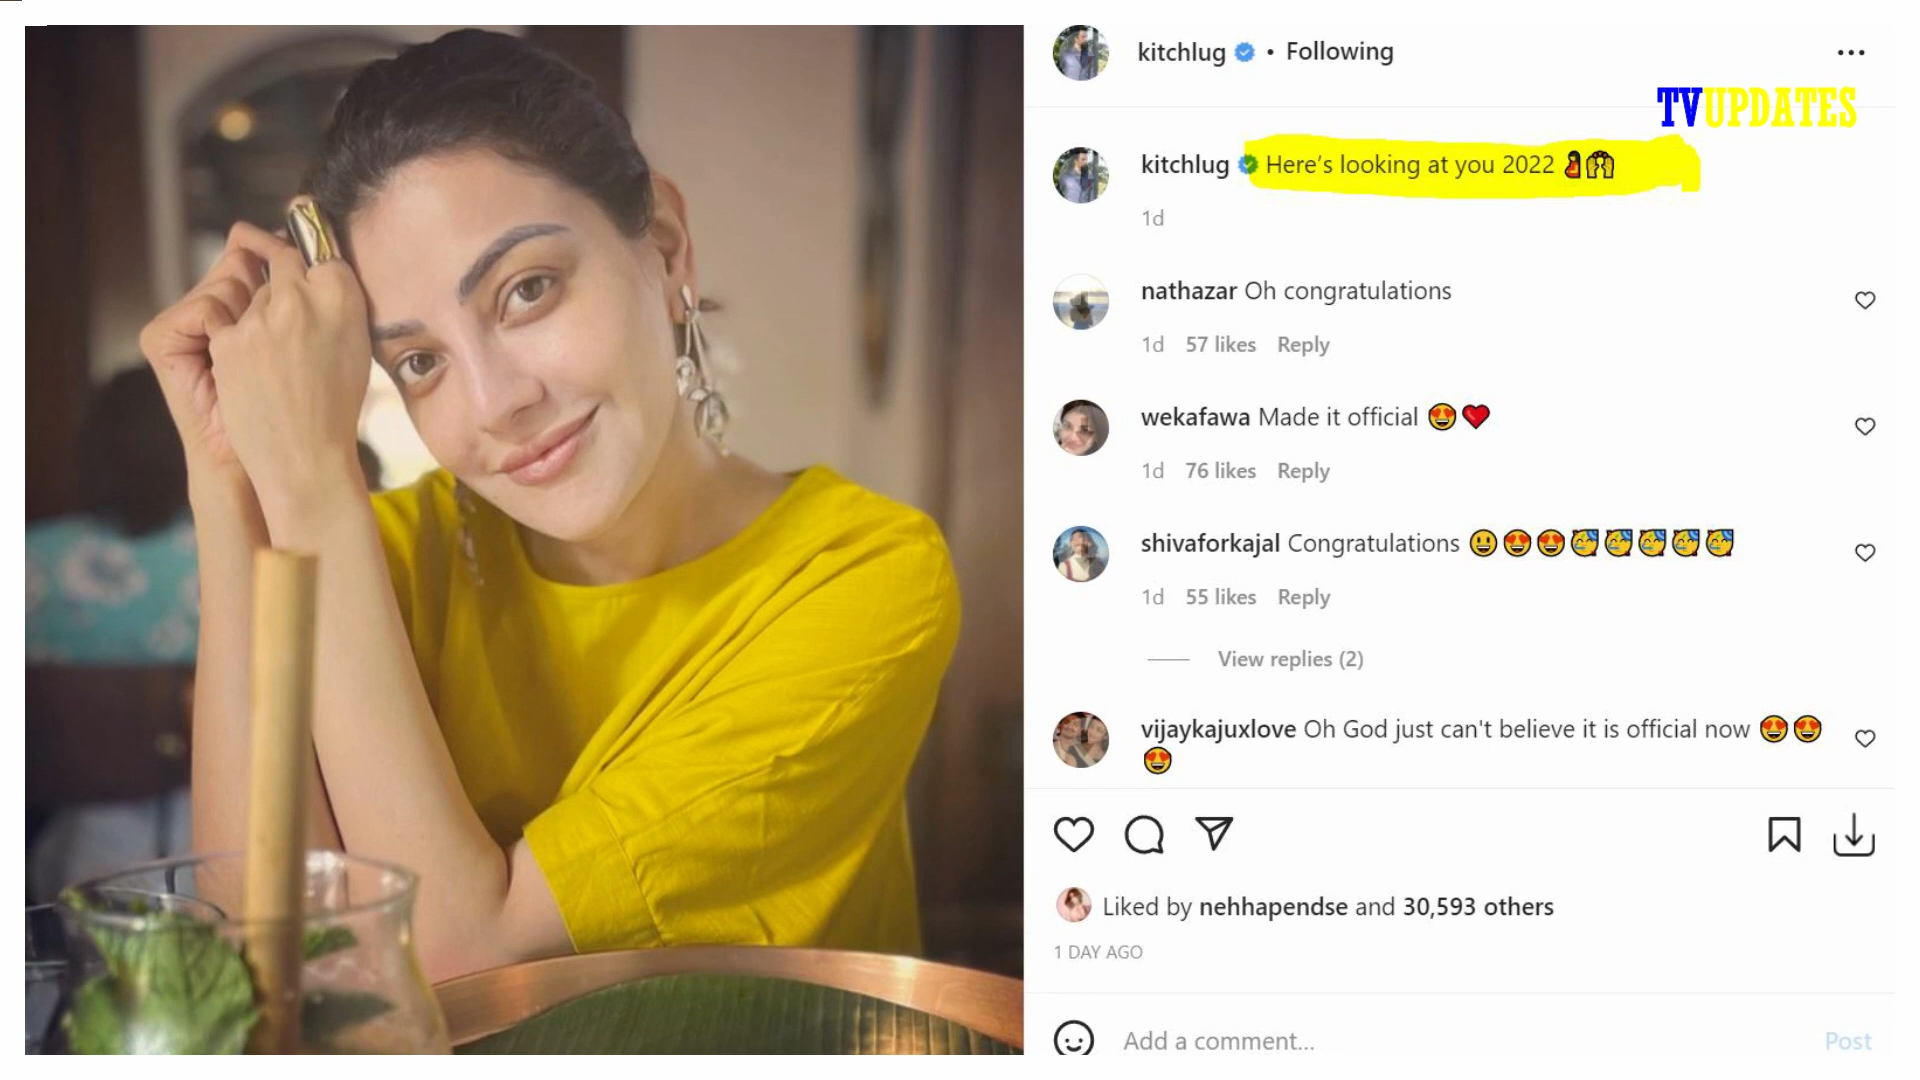 kitchlug • Following
TVUPDATES
kitchlug Here’s looking at you 2022 🤰🙌
1d
nathazar Oh congratulations
1d 57 likes Reply
wekafawa Made it official 😍❤️
1d 76 likes Reply
shivaforkajal Congratulations 😃😍😍🥳🥳🥳🥳🥳
1d 55 likes Reply
View replies (2)
vijaykajuxlove Oh God just can't believe it is official now 😍😍
😍
Liked by nehhapendse and 30,593 others
1 DAY AGO
Add a comment...
Post